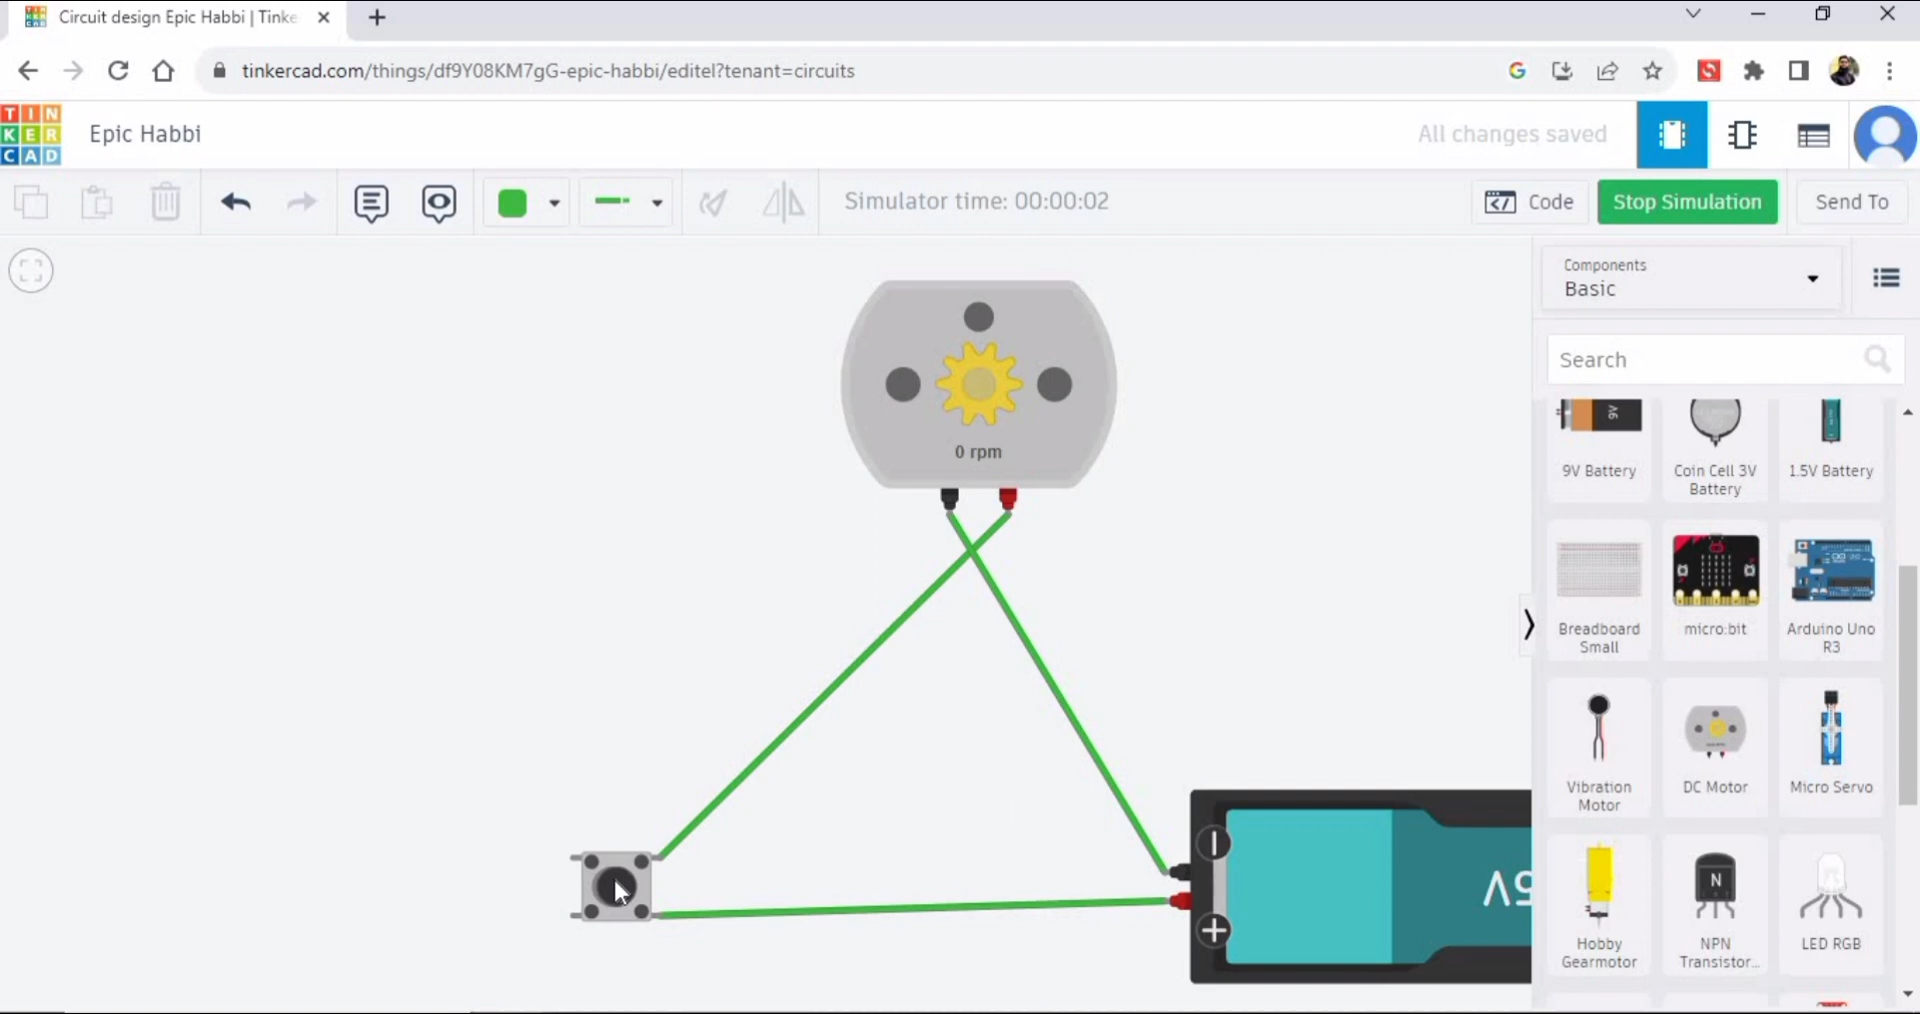 Circuit design Epic Habbi | Tinke
tinkercad.com/things/df9Y08KM7gG-epic-habbi/editel?tenant=circuits
TIN
KER
CAD
Epic Habbi
All changes saved
Simulator time: 00:00:02
Code
Stop Simulation
Send To
Components
Basic
Search
0 rpm
9V
9V Battery
Coin Cell 3V
Battery
1.5V Battery
Breadboard
Small
micro:bit
Arduino Uno
R3
Vibration
Motor
DC Motor
Micro Servo
Hobby
Gearmotor
N
NPN
Transistor...
LED RGB